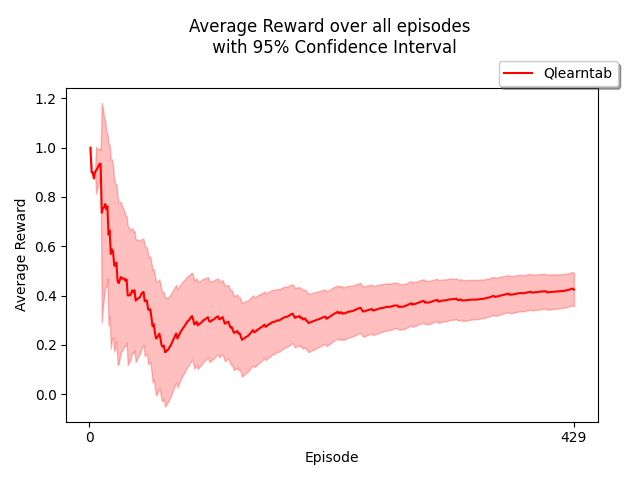 Average Reward over all episodes
with 95% Confidence Interval
Qlearntab
1.2
1.0
0.8
0.6
0.4
0.2
0.0
Average Reward
0
429
Episode